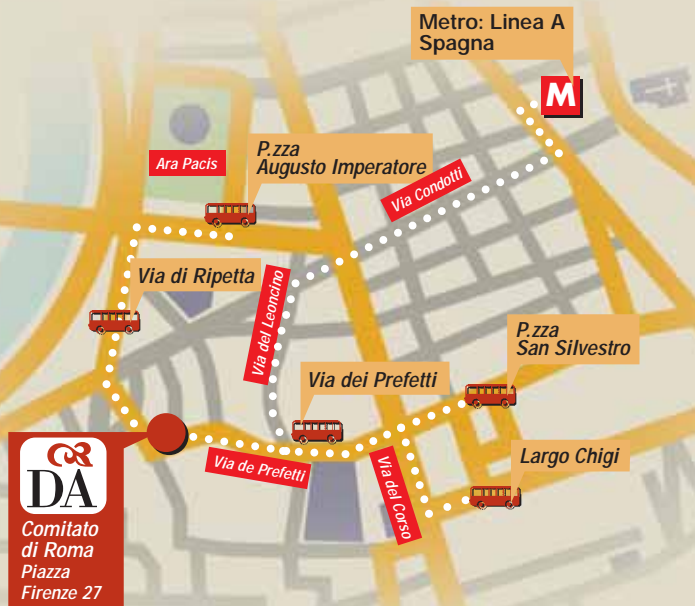 Metro: Linea A
Spagna
M
P.zza
Augusto Imperatore
Ara Pacis
Via Condotti
Via di Ripetta
Via del Leoncino
P.zza
San Silvestro
Via dei Prefetti
Via de Prefetti
Via del Corso
Largo Chigi
DA
Comitato
di Roma
Piazza
Firenze 27